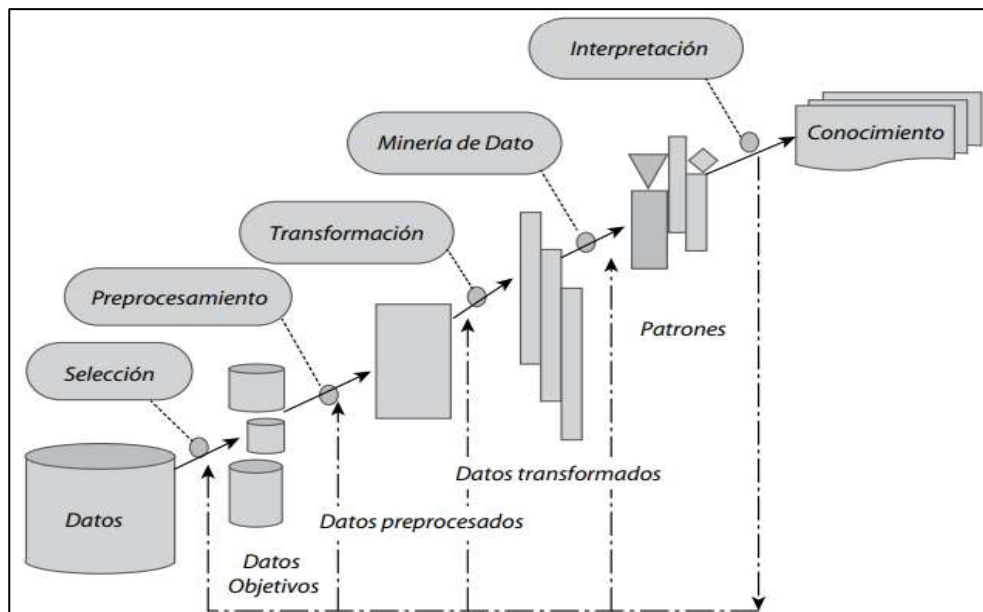 Interpretación
Conocimiento
Minería de Dato
Transformación
Preprocesamiento
Patrones
Selección
Datos transformados
Datos
Datos preprocesados
Datos
Objetivos